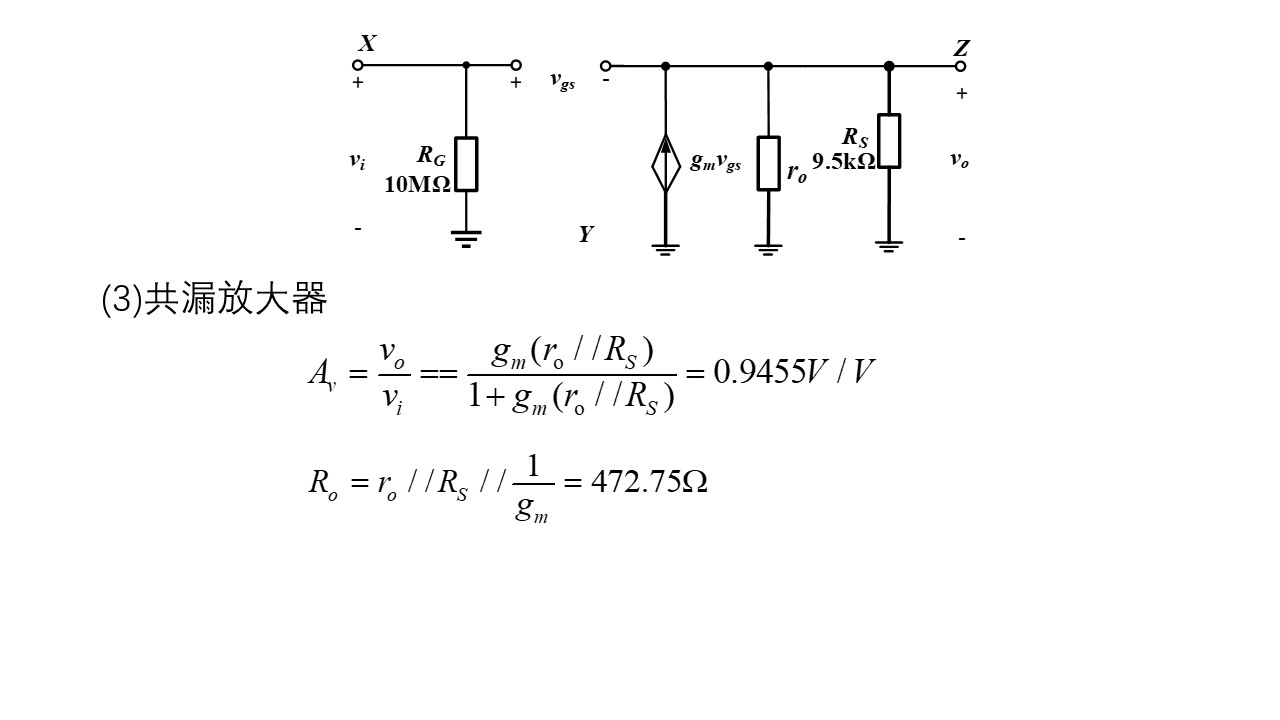 X Z
+ + v_gs - +
v_i R_G 10MΩ g_m v_gs r_o R_S 9.5kΩ v_o
- Y -
(3)共漏放大器
A_v = v_o / v_i == g_m(r_o // R_S) / 1+ g_m(r_o // R_S) = 0.9455V / V
R_o = r_o // R_S // 1 / g_m = 472.75Ω